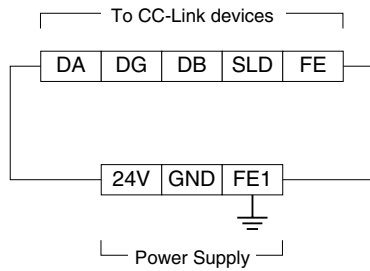 To CC-Link devices
DA DG DB SLD FE
24V GND FE1
Power Supply